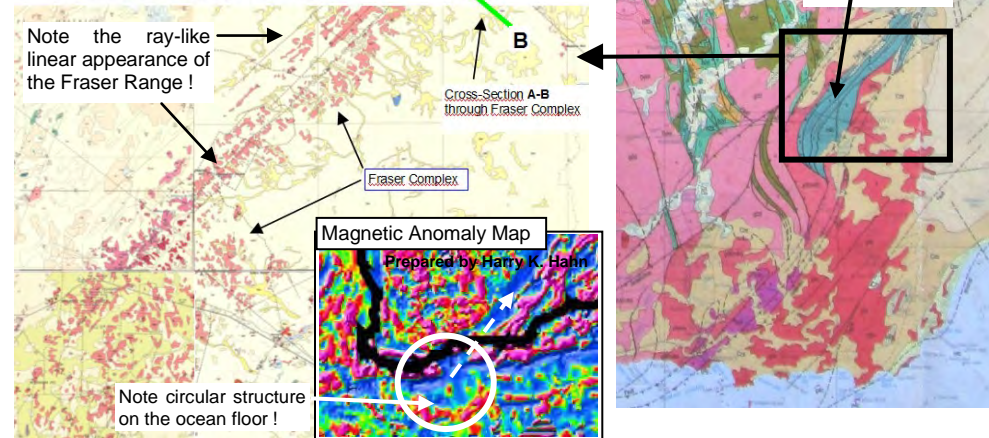 Note the ray-like
linear appearance of
the Fraser Range !
B
Cross-Section A-B
through Fraser Complex
Fraser Complex
Magnetic Anomaly Map
Prepared by Harry K. Hahn
Note circular structure
on the ocean floor !